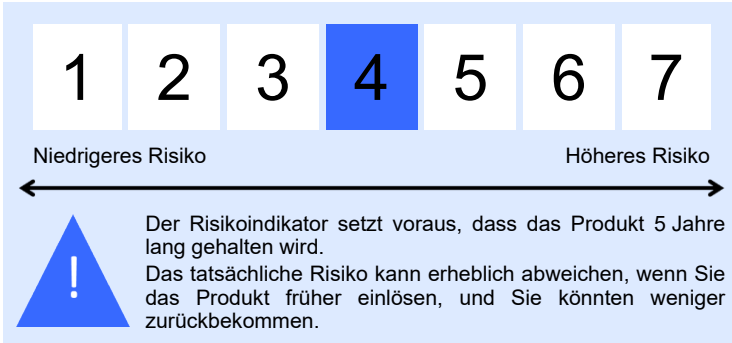 1 2 3 4 5 6 7
Niedrigeres Risiko Höheres Risiko
!
Der Risikoindikator setzt voraus, dass das Produkt 5 Jahre
lang gehalten wird.
Das tatsächliche Risiko kann erheblich abweichen, wenn Sie
das Produkt früher einlösen, und Sie könnten weniger
zurückbekommen.